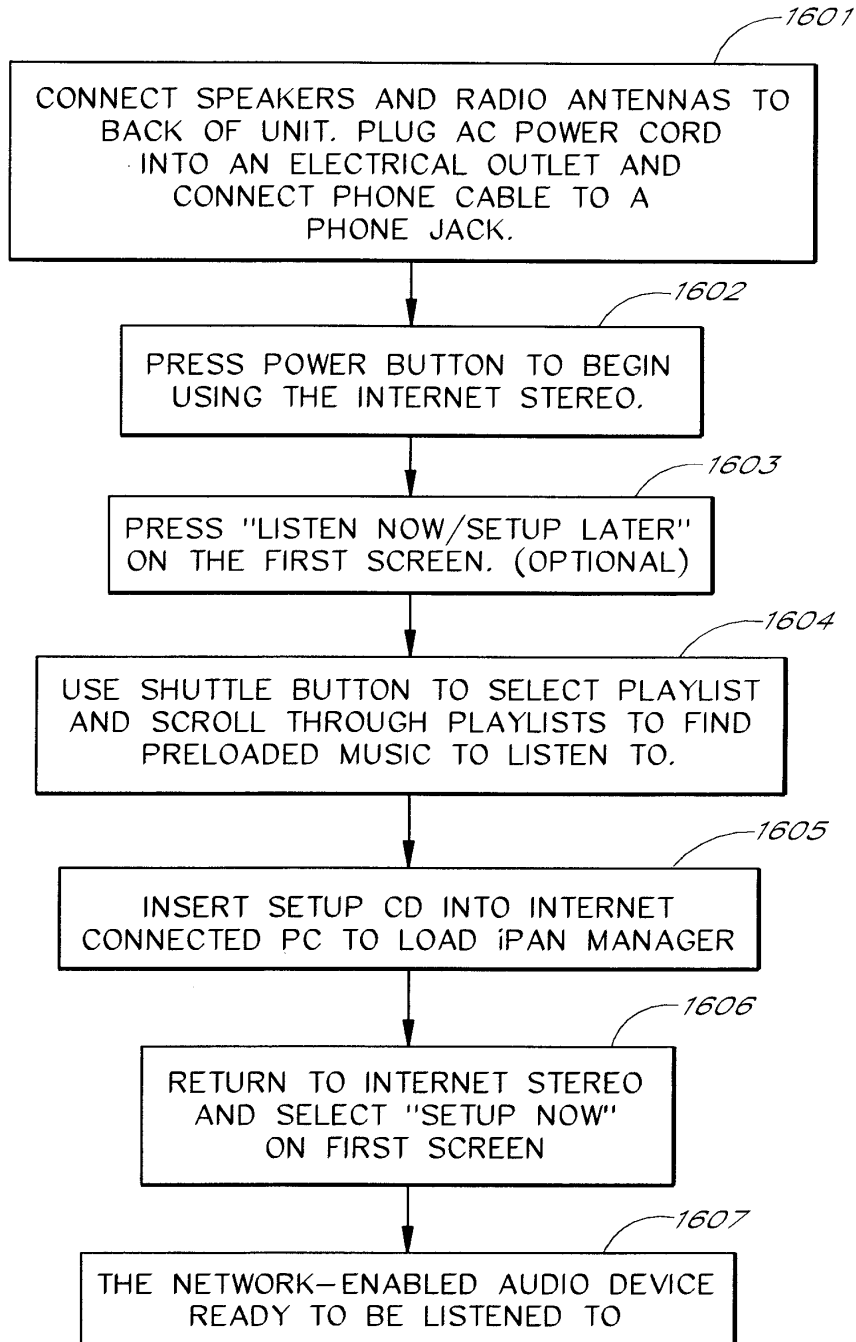 1601
CONNECT SPEAKERS AND RADIO ANTENNAS TO
BACK OF UNIT. PLUG AC POWER CORD
INTO AN ELECTRICAL OUTLET AND
CONNECT PHONE CABLE TO A
PHONE JACK.
1602
PRESS POWER BUTTON TO BEGIN
USING THE INTERNET STEREO.
1603
PRESS "LISTEN NOW/SETUP LATER"
ON THE FIRST SCREEN. (OPTIONAL)
1604
USE SHUTTLE BUTTON TO SELECT PLAYLIST
AND SCROLL THROUGH PLAYLISTS TO FIND
PRELOADED MUSIC TO LISTEN TO.
1605
INSERT SETUP CD INTO INTERNET
CONNECTED PC TO LOAD iPAN MANAGER
1606
RETURN TO INTERNET STEREO
AND SELECT "SETUP NOW"
ON FIRST SCREEN
1607
THE NETWORK-ENABLED AUDIO DEVICE
READY TO BE LISTENED TO